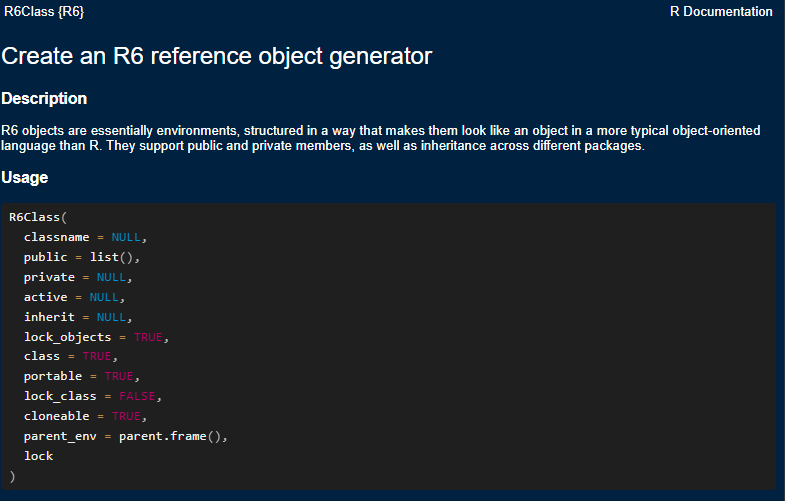 R6Class {R6} R Documentation
Create an R6 reference object generator
Description
R6 objects are essentially environments, structured in a way that makes them look like an object in a more typical object-oriented
language than R. They support public and private members, as well as inheritance across different packages.
Usage
R6Class(
  classname = NULL,
  public = list(),
  private = NULL,
  active = NULL,
  inherit = NULL,
  lock_objects = TRUE,
  class = TRUE,
  portable = TRUE,
  lock_class = FALSE,
  cloneable = TRUE,
  parent_env = parent.frame(),
  lock
)